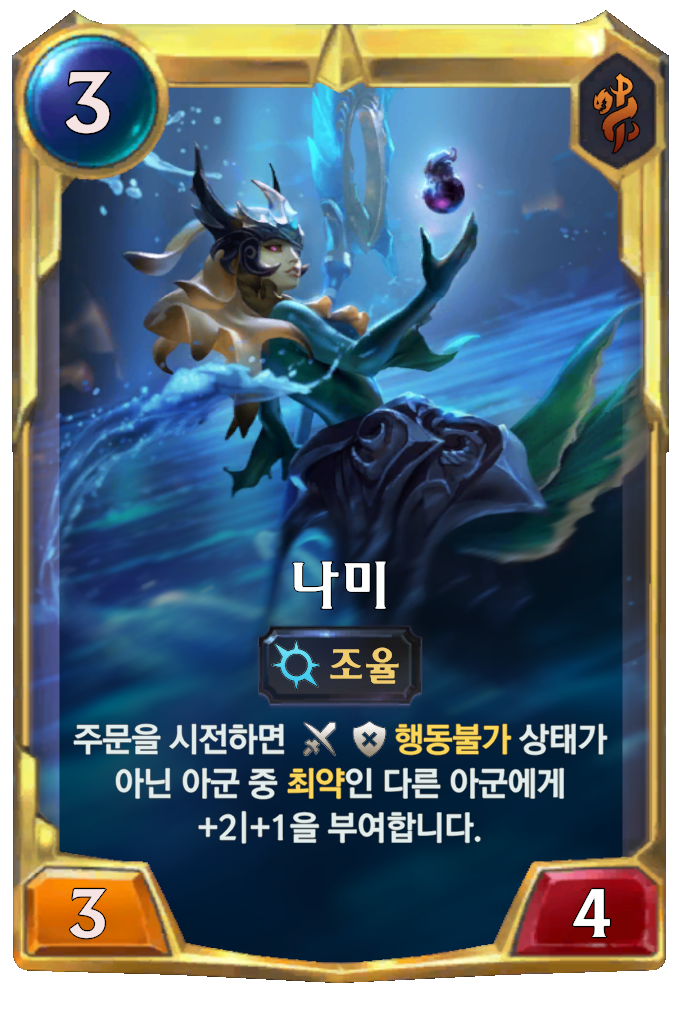 3
나미
조율
주문을 시전하면 행동불가 상태가
아닌 아군 중 최약인 다른 아군에게
+2|+1을 부여합니다.
3
4